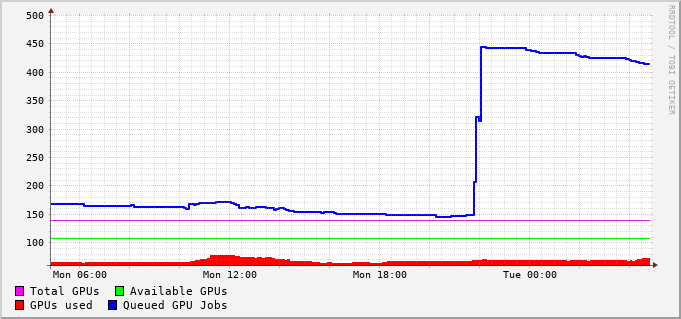 RRDTOOL / TOBI OETIKER
500
450
400
350
300
250
200
150
100
Mon 06:00 Mon 12:00 Mon 18:00 Tue 00:00
Total GPUs Available GPUs
GPUs used Queued GPU Jobs